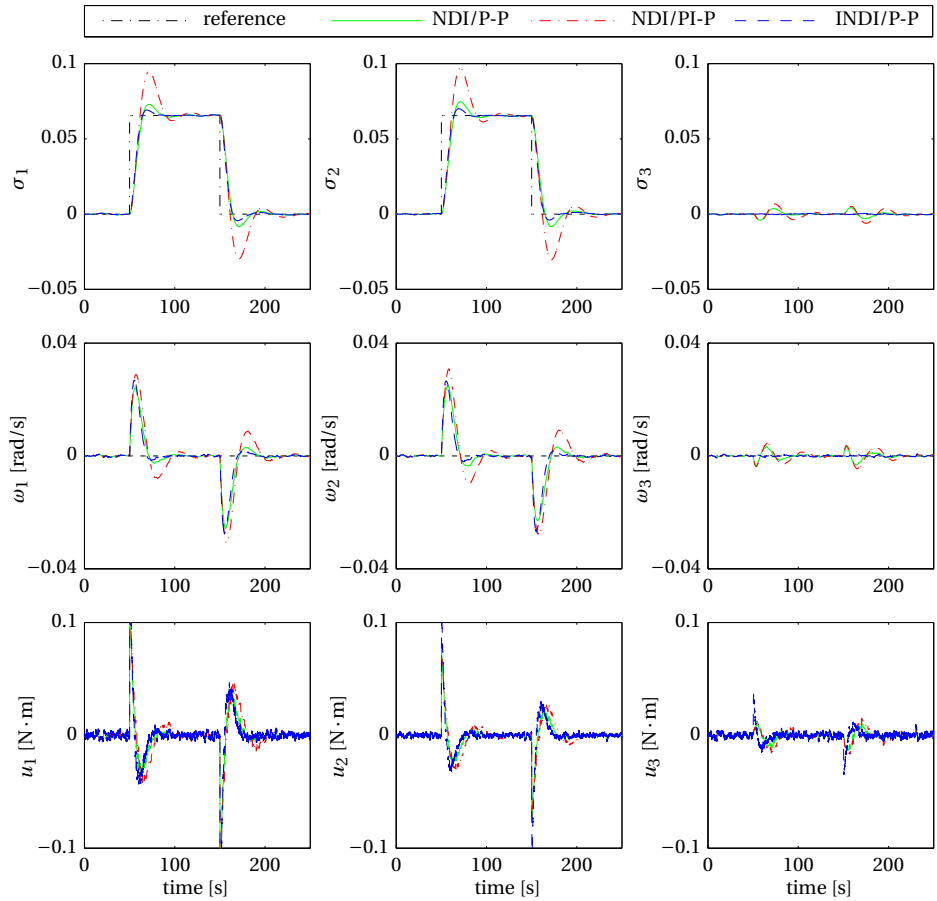 reference NDI/P-P NDI/PI-P INDI/P-P
0.1 0.1 0.1
0.05 0.05 0.05
σ1 σ2 σ3
0 0 0
−0.05 −0.05 −0.05
0 100 200 0 100 200 0 100 200
0.04 0.04 0.04
ω1 [rad/s] ω2 [rad/s] ω3 [rad/s]
0 0 0
−0.04 −0.04 −0.04
0 100 200 0 100 200 0 100 200
0.1 0.1 0.1
u1 [N · m] u2 [N · m] u3 [N · m]
0 0 0
−0.1 −0.1 −0.1
0 100 200 0 100 200 0 100 200
time [s] time [s] time [s]